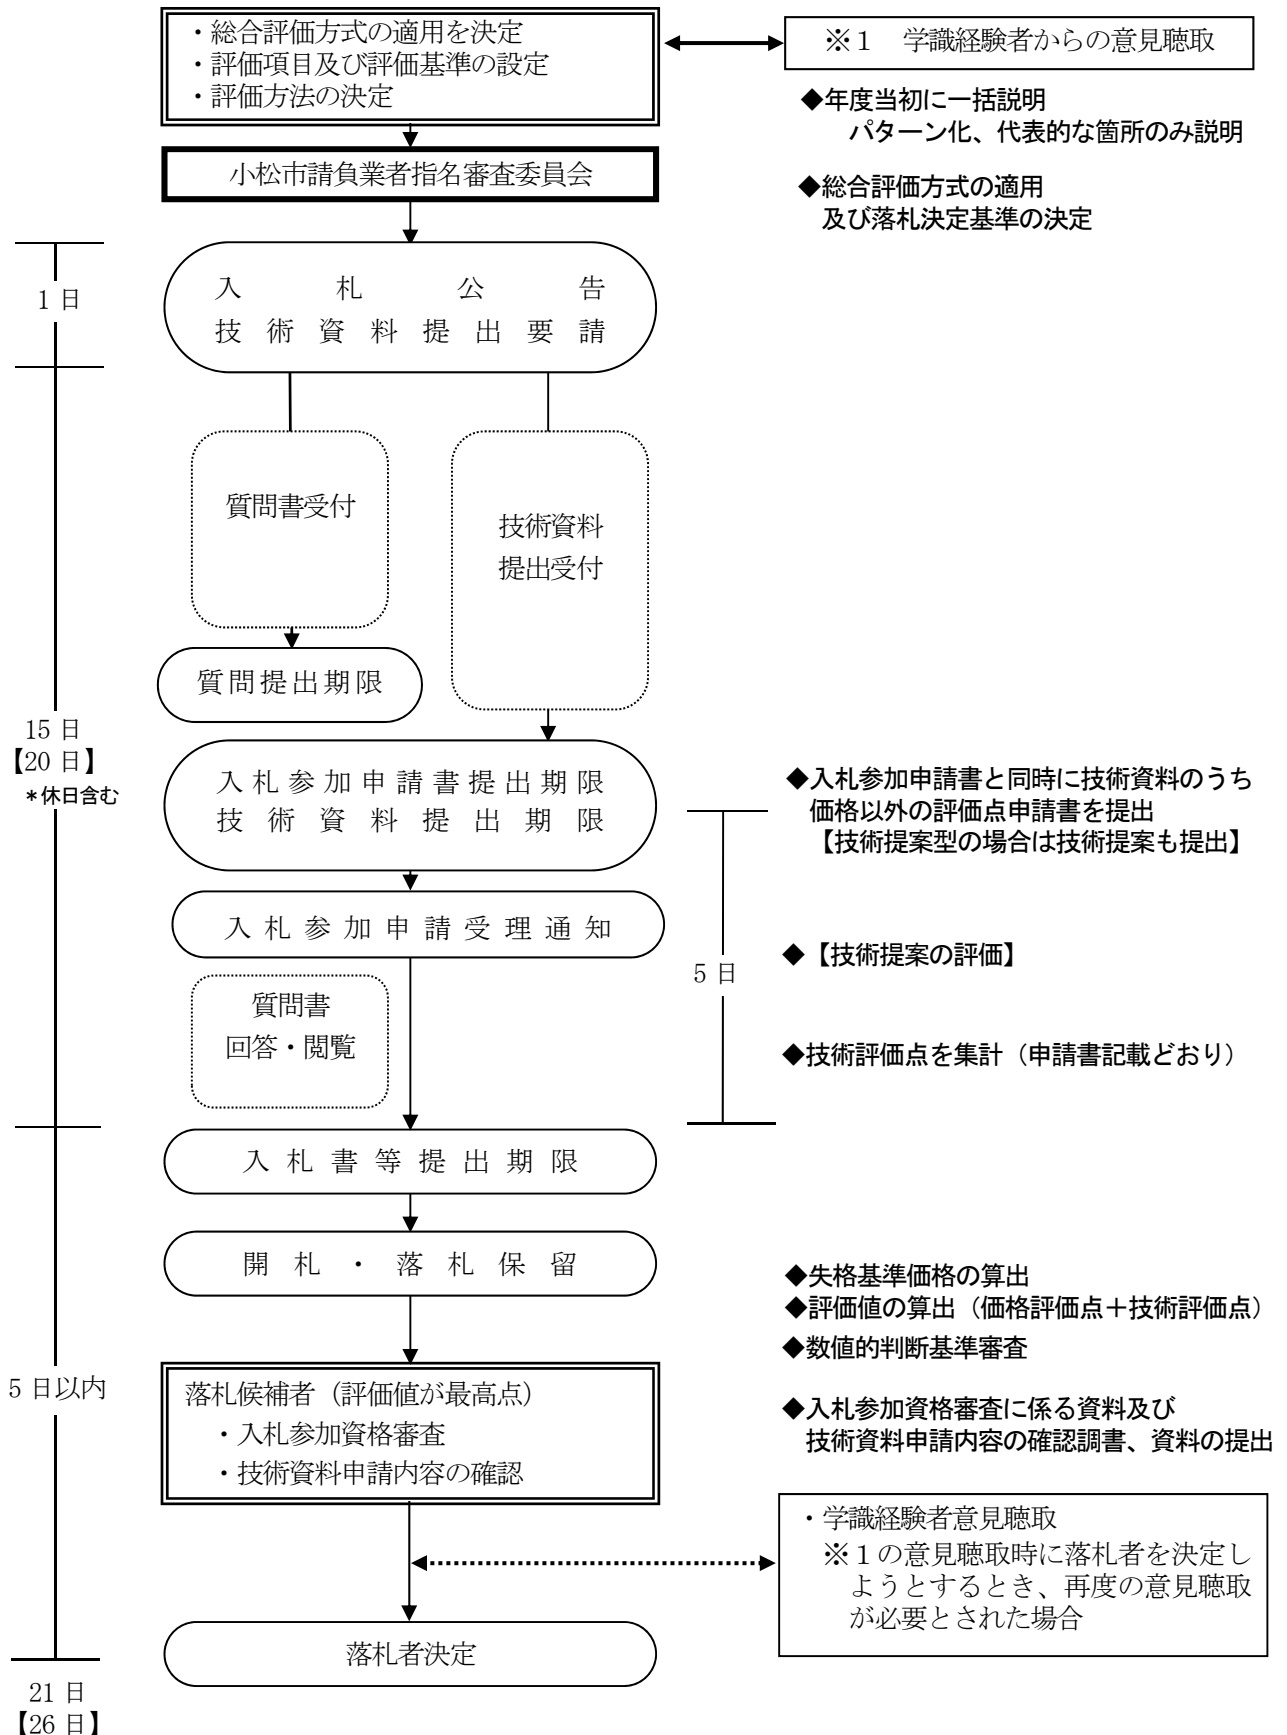 ・総合評価方式の適用を決定
・評価項目及び評価基準の設定
・評価方法の決定
※１　学識経験者からの意見聴取
◆年度当初に一括説明
パターン化、代表的な箇所のみ説明
小松市請負業者指名審査委員会
◆総合評価方式の適用
及び落札決定基準の決定
1 日
入札公告
技術資料提出要請
質問書受付
技術資料
提出受付
質問提出期限
15 日
【20 日】
＊休日含む
入札参加申請書提出期限
技術資料提出期限
◆入札参加申請書と同時に技術資料のうち
価格以外の評価点申請書を提出
【技術提案型の場合は技術提案も提出】
入札参加申請受理通知
5 日
◆【技術提案の評価】
質問書
回答・閲覧
◆技術評価点を集計（申請書記載どおり）
入札書等提出期限
開札・落札保留
◆失格基準価格の算出
◆評価値の算出（価格評価点＋技術評価点）
◆数値的判断基準審査
5 日以内
落札候補者（評価値が最高点）
・入札参加資格審査
・技術資料申請内容の確認
◆入札参加資格審査に係る資料及び
技術資料申請内容の確認調書、資料の提出
・学識経験者意見聴取
※１の意見聴取時に落札者を決定し
ようとするとき、再度の意見聴取
が必要とされた場合
落札者決定
21 日
【26 日】